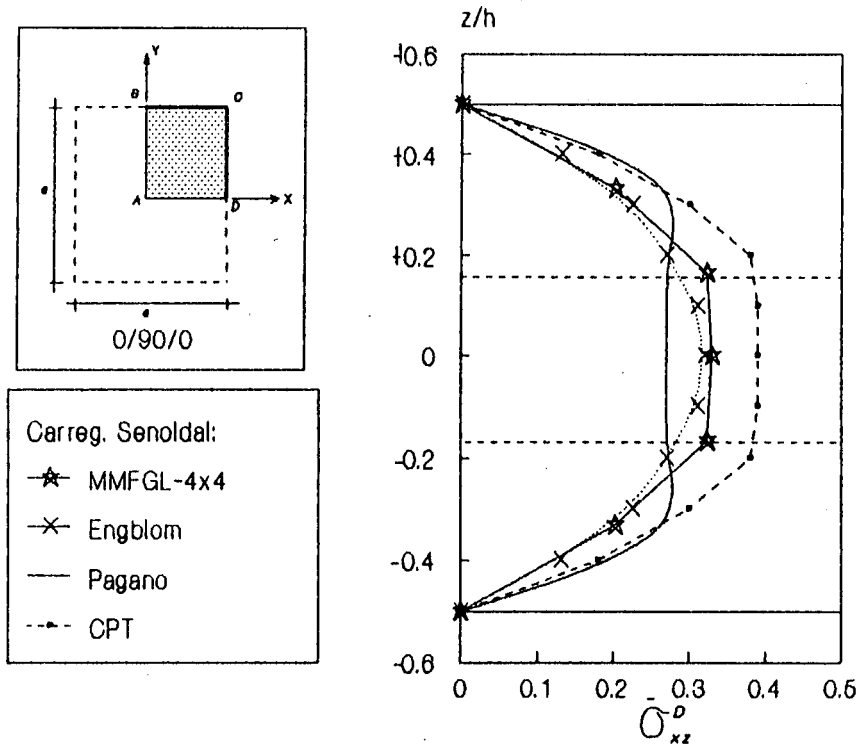 z/h
+0.6
+0.4
+0.2
0
-0.2
-0.4
-0.6
0 0.1 0.2 0.3 0.4 0.5
σ̄ᴰxz
Y
B C
A D X
a
a
0/90/0
Carreg. Senoidal:
MMFGL-4x4
Engblom
Pagano
CPT